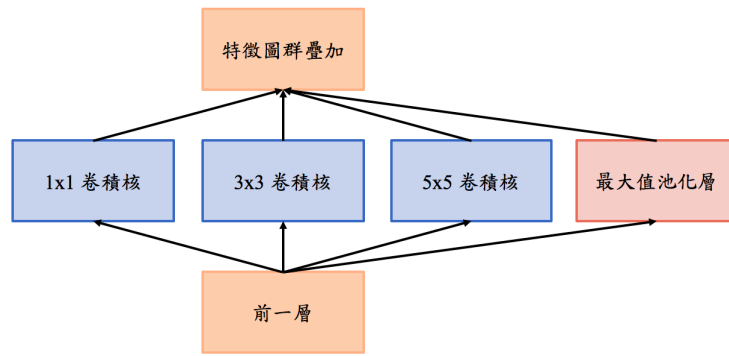 特徵圖群疊加
1x1 卷積核
3x3 卷積核
5x5 卷積核
最大值池化層
前一層